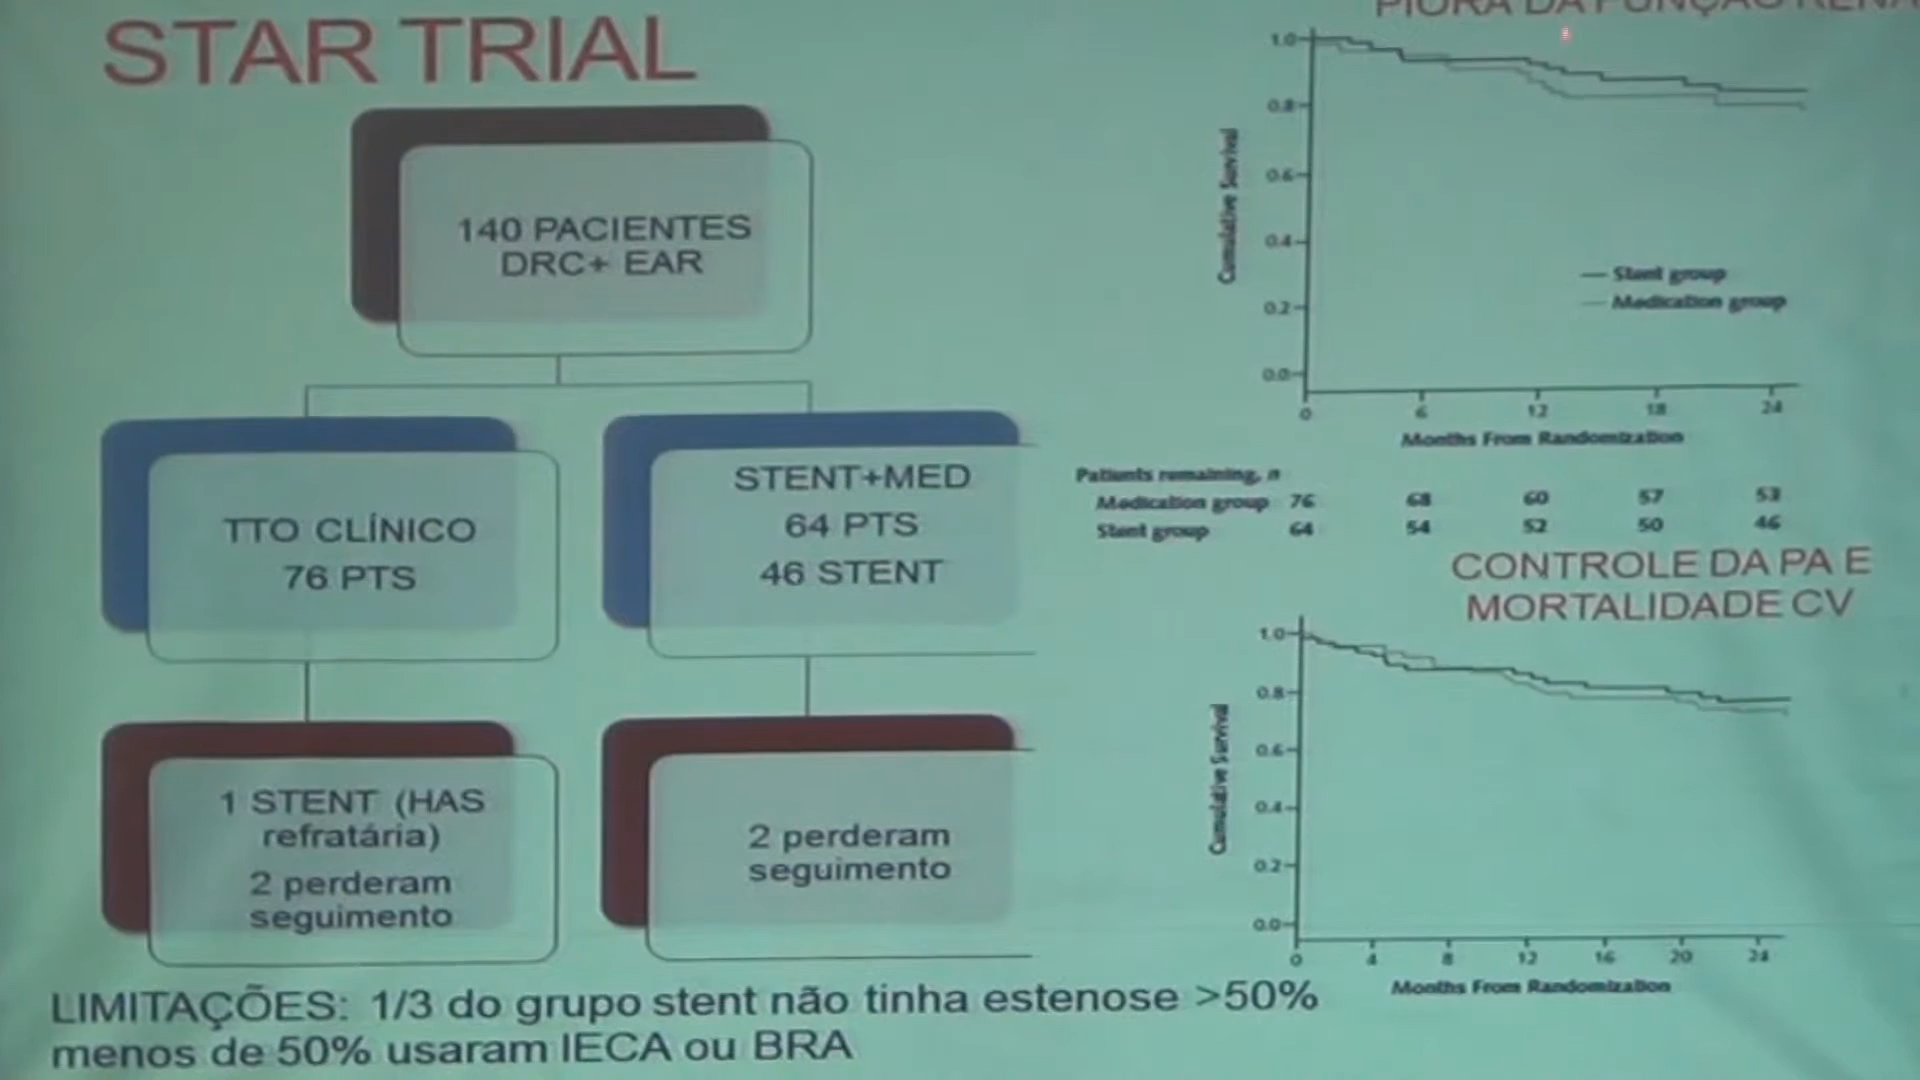 STAR TRIAL
140 PACIENTES
DRC+ EAR
TTO CLÍNICO
76 PTS
STENT+MED
64 PTS
46 STENT
1 STENT (HAS
refratária)
2 perderam
seguimento
2 perderam
seguimento
LIMITAÇÕES: 1/3 do grupo stent não tinha estenose >50%
menos de 50% usaram IECA ou BRA
PIORA DA FUNÇÃO RENA
Cumulative Survival
1.0
0.8
0.6
0.4
0.2
0.0
Stent group
Medication group
0 6 12 18 24
Months From Randomization
Patients remaining, n
Medication group 76 68 60 57 53
Stent group 64 54 52 50 46
CONTROLE DA PA E
MORTALIDADE CV
Cumulative Survival
1.0
0.8
0.6
0.4
0.2
0.0
0 4 8 12 16 20 24
Months From Randomization